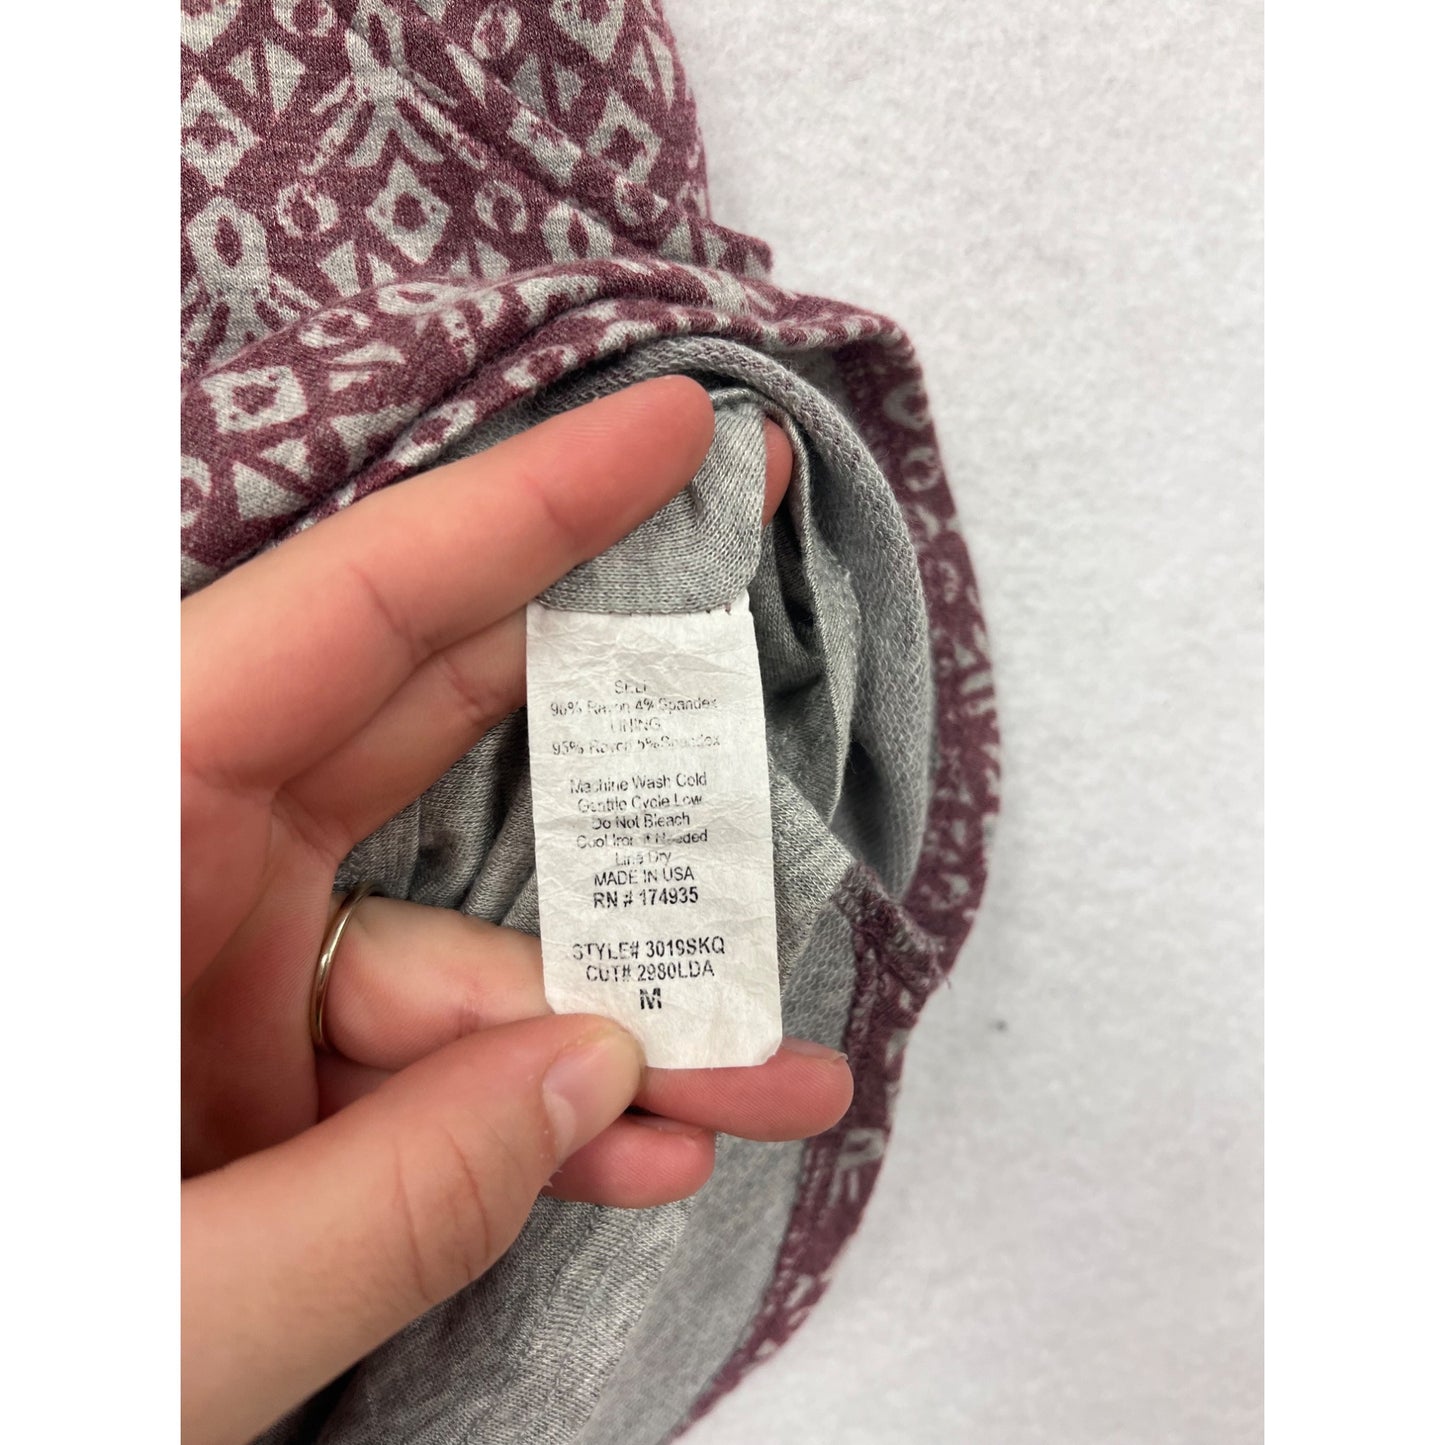 SELF
96% Rayon 4% Spandex
LINING
95% Rayon 5% Spandex
Machine Wash Cold
Genttle Cycle Low
Do Not Bleach
Cool Iron If Needed
Line Dry
MADE IN USA
RN # 174935
STYLE# 3019SKQ
CUT# 2980LDA
M